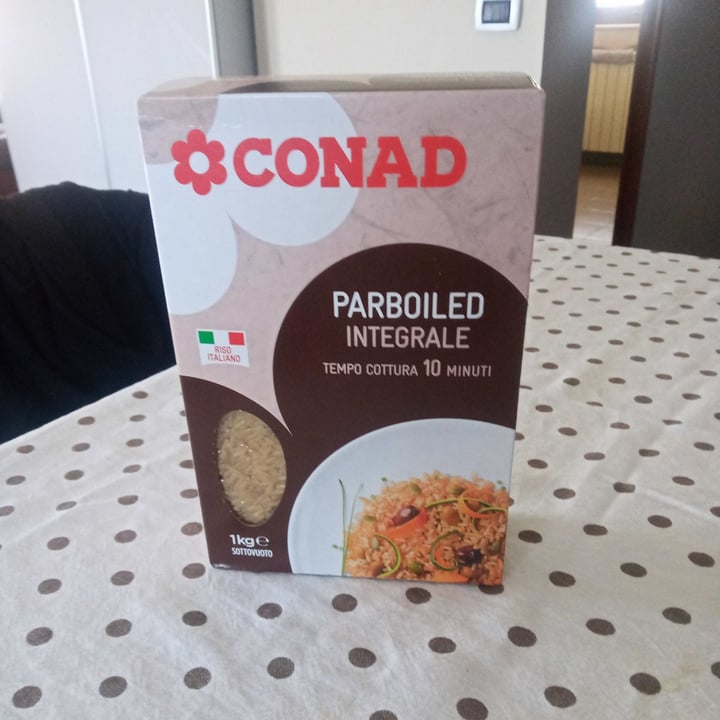 CONAD
PARBOILED
INTEGRALE
TEMPO COTTURA 10 MINUTI
RISO
ITALIANO
1kg e
SOTTOVUOTO